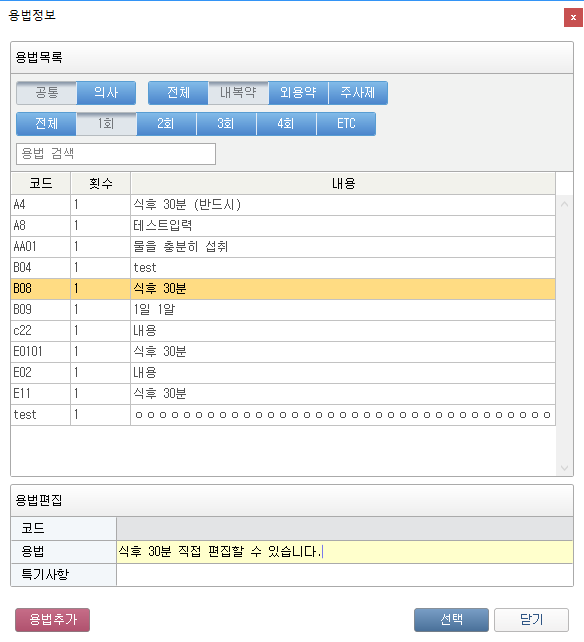 용법정보
x
용법목록
공통 의사 전체 내복약 외용약 주사제
전체 1회 2회 3회 4회 ETC
용법 검색
코드 횟수 내용
A4 1 식후 30분 (반드시)
A8 1 테스트입력
AA01 1 물을 충분히 섭취
B04 1 test
B08 1 식후 30분
B09 1 1일 1알
c22 1 내용
E0101 1 식후 30분
E02 1 내용
E11 1 식후 30분
test 1 ㅇㅇㅇㅇㅇㅇㅇㅇㅇㅇㅇㅇㅇㅇㅇㅇㅇㅇㅇㅇㅇㅇㅇㅇㅇㅇㅇㅇㅇㅇㅇㅇㅇㅇㅇ
용법편집
코드
용법 식후 30분 직접 편집할 수 있습니다.
특기사항
용법추가 선택 닫기